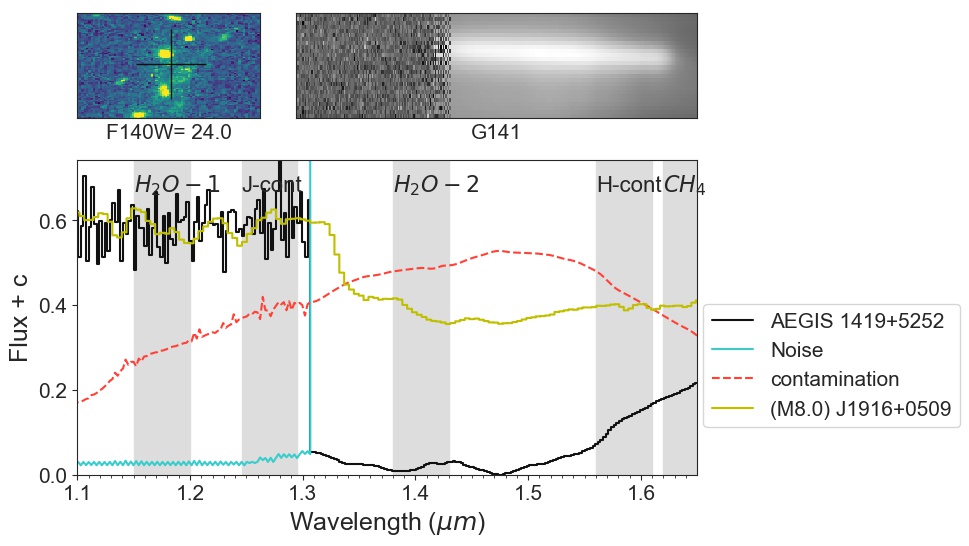 F140W= 24.0
G141
H₂O − 1
J-cont
H₂O − 2
H-cont
CH₄
0.6
0.4
0.2
0.0
Flux + c
1.1
1.2
1.3
1.4
1.5
1.6
Wavelength (μm)
AEGIS 1419+5252
Noise
contamination
(M8.0) J1916+0509